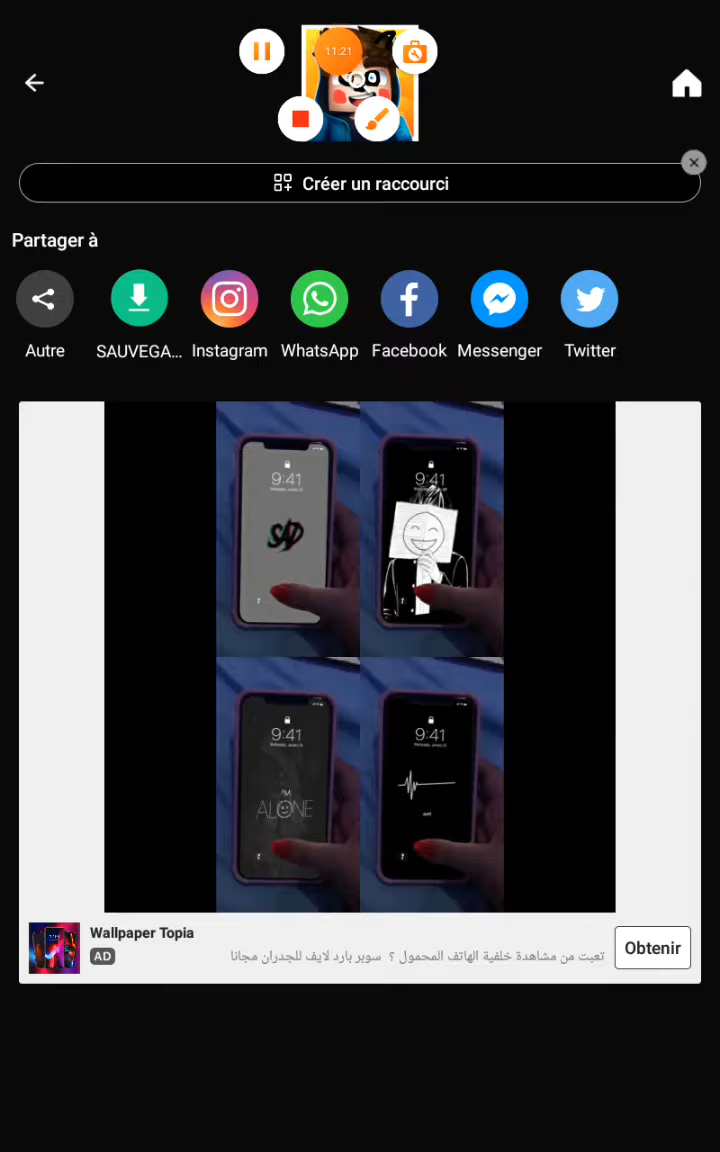 11:21
Créer un raccourci
Partager à
Autre
SAUVEGA...
Instagram
WhatsApp
Facebook
Messenger
Twitter
9:41
SAD
9:41
9:41
I'M
ALONE
9:41
Wallpaper Topia
AD
تعبت من مشاهدة خلفية الهاتف المحمول ؟ سوبر بارد لايف للجدران مجانا
Obtenir